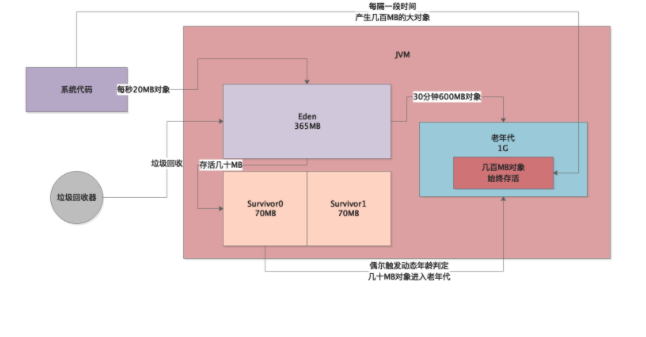 每隔一段时间
产生几百MB的大对象
JVM
系统代码
每秒20MB对象
30分钟600MB对象
Eden
365MB
老年代
1G
垃圾回收
存活几十MB
几百MB对象
始终存活
垃圾回收器
Survivor0
70MB
Survivor1
70MB
偶尔触发动态年龄判定
几十MB对象进入老年代